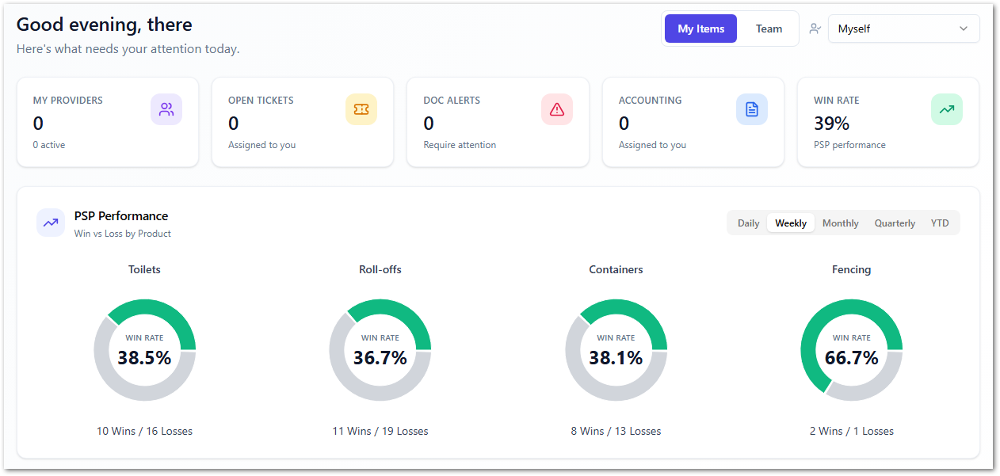 Good evening, there
Here's what needs your attention today.
My Items
Team
Myself
MY PROVIDERS
0
0 active
OPEN TICKETS
0
Assigned to you
DOC ALERTS
0
Require attention
ACCOUNTING
0
Assigned to you
WIN RATE
39%
PSP performance
PSP Performance
Win vs Loss by Product
Daily
Weekly
Monthly
Quarterly
YTD
Toilets
WIN RATE
38.5%
10 Wins / 16 Losses
Roll-offs
WIN RATE
36.7%
11 Wins / 19 Losses
Containers
WIN RATE
38.1%
8 Wins / 13 Losses
Fencing
WIN RATE
66.7%
2 Wins / 1 Losses